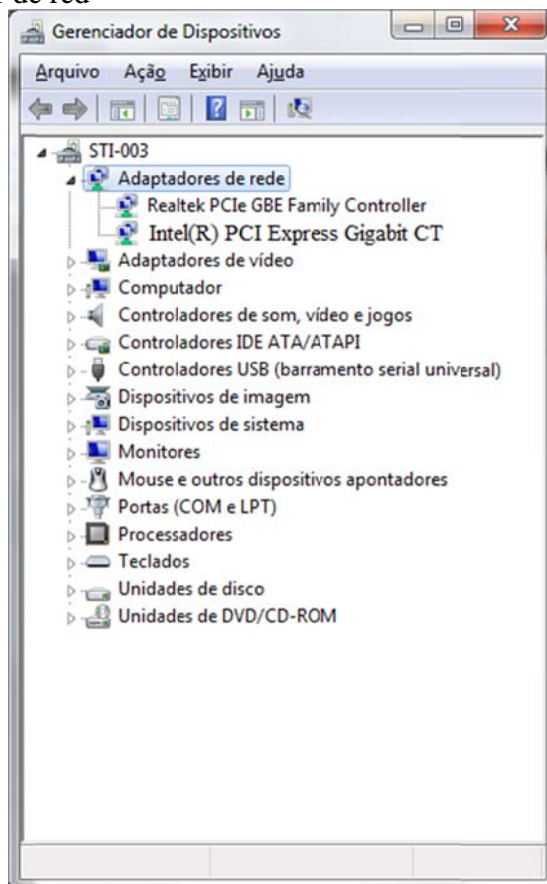 de red
Gerenciador de Dispositivos
Arquivo Ação Exibir Ajuda
STI-003
Adaptadores de rede
Realtek PCIe GBE Family Controller
Intel(R) PCI Express Gigabit CT
Adaptadores de vídeo
Computador
Controladores de som, vídeo e jogos
Controladores IDE ATA/ATAPI
Controladores USB (barramento serial universal)
Dispositivos de imagem
Dispositivos de sistema
Monitores
Mouse e outros dispositivos apontadores
Portas (COM e LPT)
Processadores
Teclados
Unidades de disco
Unidades de DVD/CD-ROM